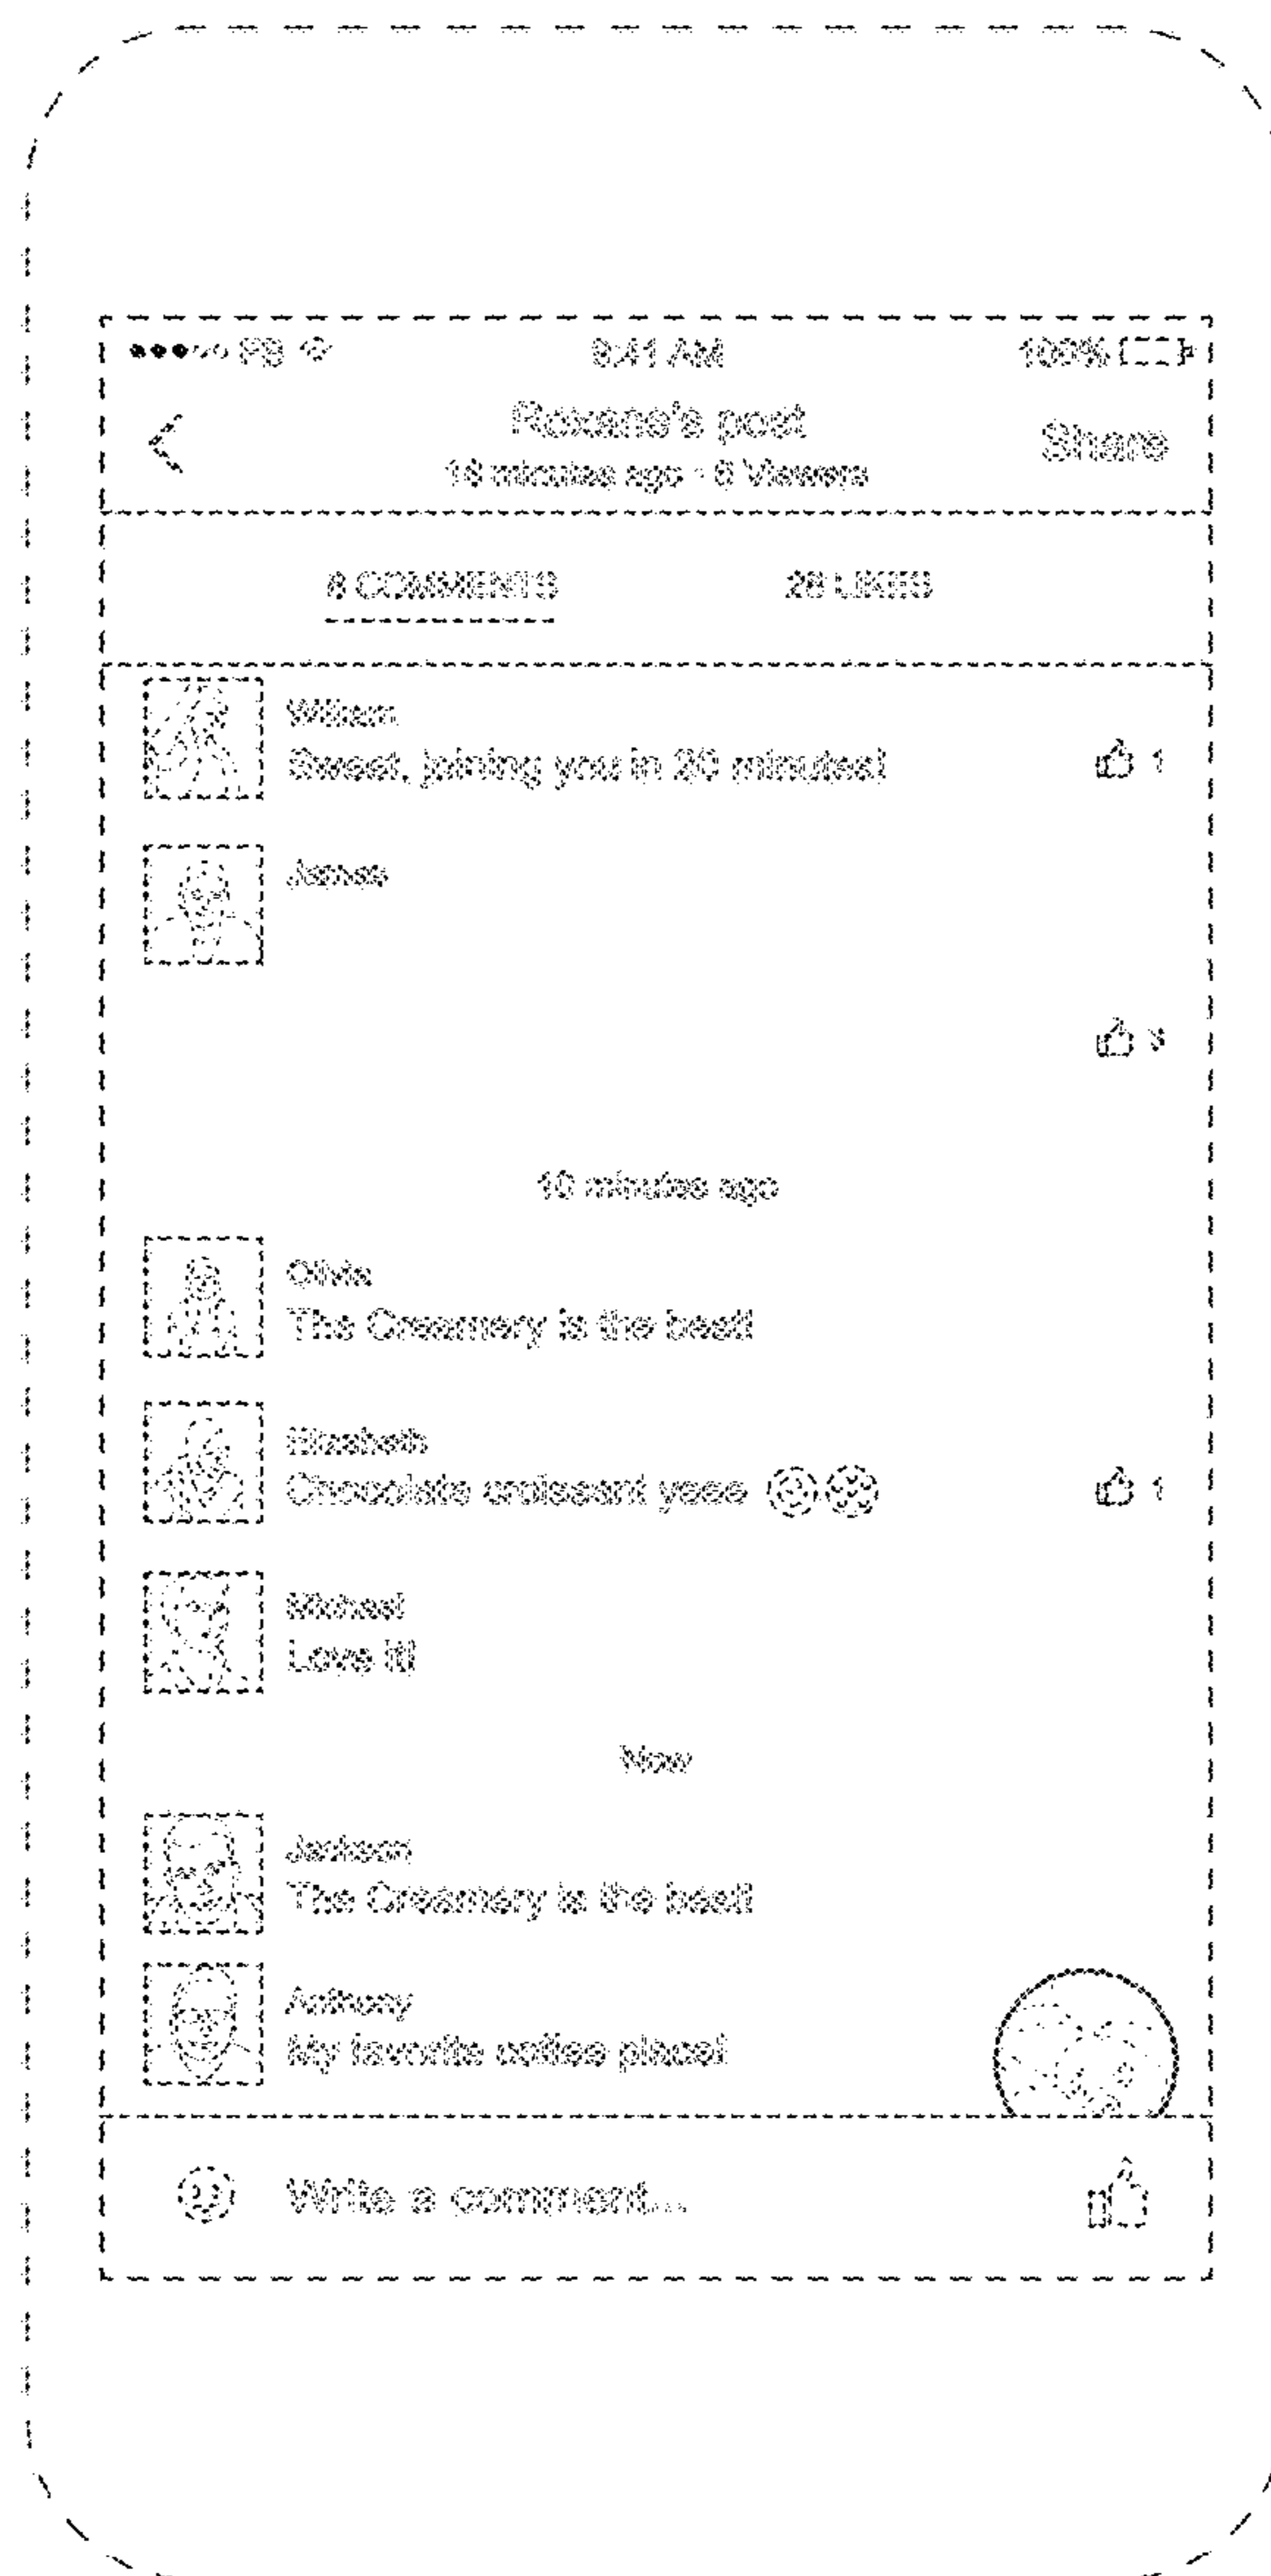 9:41 AM 100%
Roxane's post
Share
minutes ago · 6 Viewers
8 COMMENTS 28 LIKES
William
Sweet, joining you in 20 minutes!
1
James
10 minutes ago
Olivia
The Creamery is the best!
Elizabeth
Chocolate croissant yeee
1
Michael
Love it!
Now
Jackson
The Creamery is the best!
Anthony
My favorite coffee place!
Write a comment...